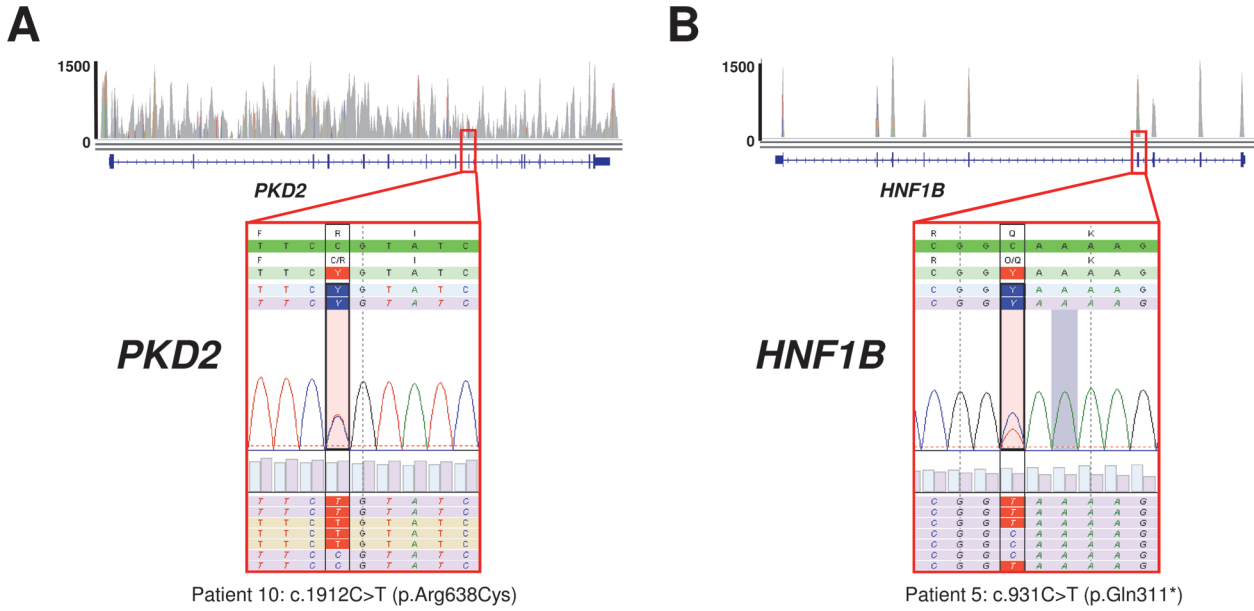 A
1500
0
PKD2
F R I
T T C C G T A T C
F C/R I
T T C Y G T A T C
T T C Y G T A T C
T T C Y G T A T C
PKD2
T T C T G T A T C
T T C T G T A T C
T T C T G T A T C
T T C T G T A T C
T T C T G T A T C
T T C C G T A T C
T T C C G T A T C
Patient 10: c.1912C>T (p.Arg638Cys)
B
1500
0
HNF1B
R Q K
C G G C A A A A G
R O/Q K
C G G Y A A A A G
C G G Y A A A A G
C G G Y A A A A G
HNF1B
C G G T A A A A G
C G G T A A A A G
C G G T A A A A G
C G G C A A A A G
C G G C A A A A G
C G G C A A A A G
C G G T A A A A G
Patient 5: c.931C>T (p.Gln311*)